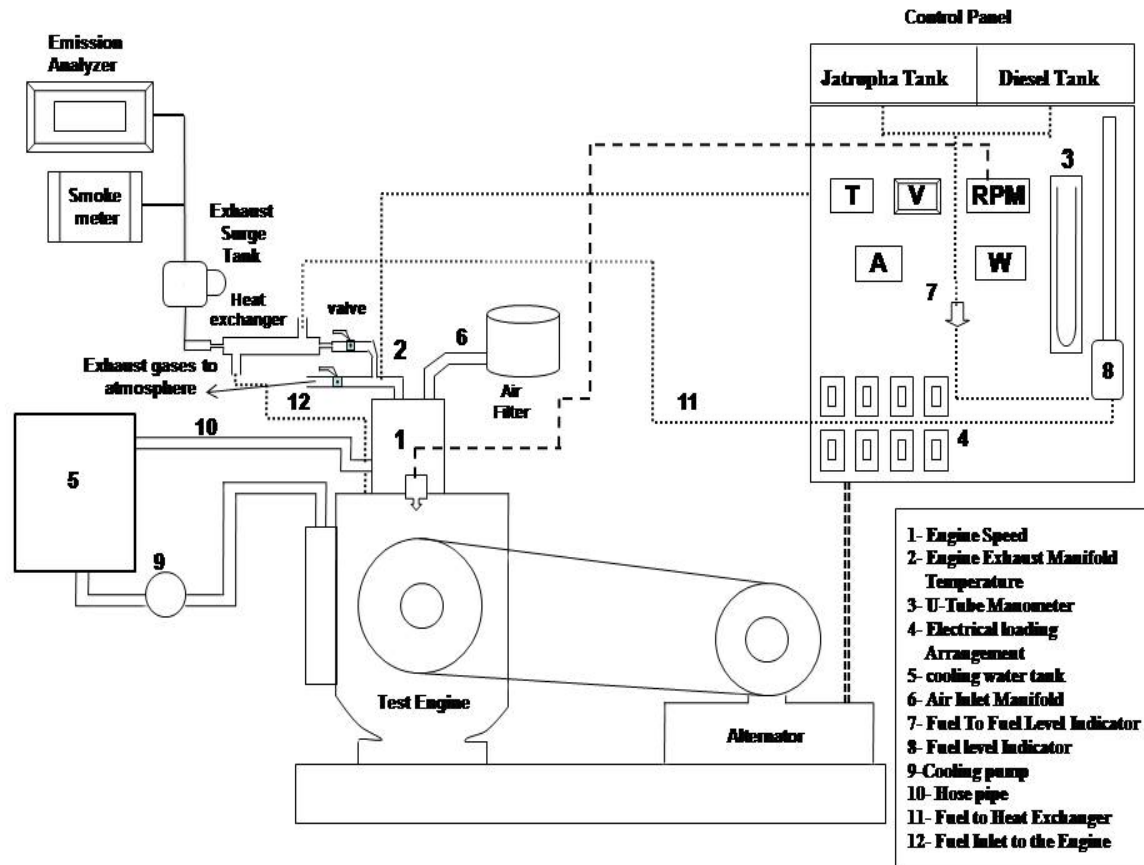 Control Panel
Emission
Analyzer
Jatropha Tank
Diesel Tank
3
Smoke
meter
Exhaust
Surge
Tank
T
V
RPM
A
W
7
Heat
exchanger
valve
2
6
8
Exhaust gases to
atmosphere
Air
Filter
12
11
10
1
4
5
9
Test Engine
Alternator
1- Engine Speed
2- Engine Exhaust Manifold
Temperature
3- U-Tube Manometer
4- Electrical loading
Arrangement
5- cooling water tank
6- Air Inlet Manifold
7- Fuel To Fuel Level Indicator
8- Fuel level Indicator
9-Cooling pump
10- Hose pipe
11- Fuel to Heat Exchanger
12- Fuel Inlet to the Engine